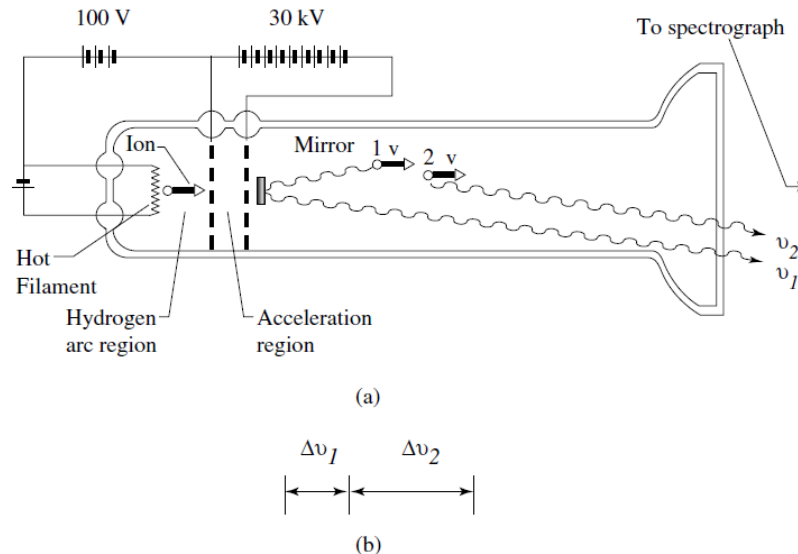 100 V
30 kV
To spectrograph
Ion
Mirror
1 v
2 v
υ2
υ1
Hot
Filament
Hydrogen
arc region
Acceleration
region
(a)
Δυ1
Δυ2
(b)